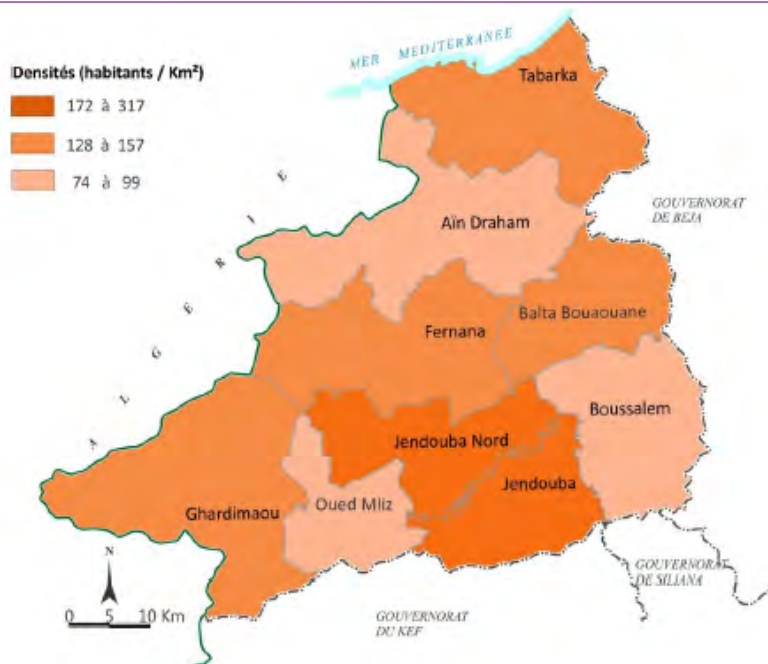 MER MEDITERRANEE
Densités (habitants / Km²)
172 à 317
128 à 157
74 à 99
Tabarka
GOUVERNORAT
DE BEJA
Aïn Draham
ALGERIE
Balta Bouaouane
Fernana
Boussalem
Jendouba Nord
Jendouba
Oued Mliz
Ghardimaou
N
0 5 10 Km
GOUVERNORAT
DE SILIANA
GOUVERNORAT
DU KEF